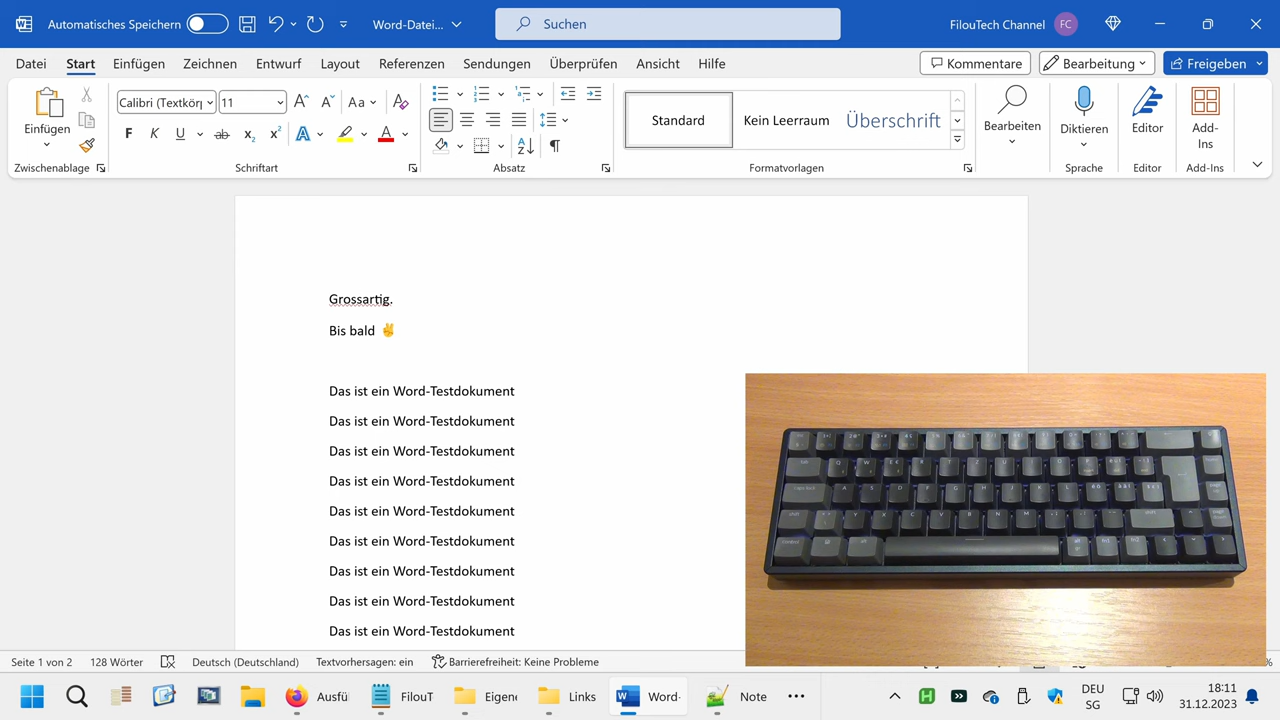 Automatisches Speichern
Word-Datei...
Suchen
FilouTech Channel
FC
Datei
Start
Einfügen
Zeichnen
Entwurf
Layout
Referenzen
Sendungen
Überprüfen
Ansicht
Hilfe
Kommentare
Bearbeitung
Freigeben
Einfügen
Zwischenablage
Calibri (Textkörp
11
Aa
F K U ab x₂ x² A A
Schriftart
Absatz
Standard
Kein Leerraum
Überschrift
Formatvorlagen
Bearbeiten
Diktieren
Sprache
Editor
Editor
Add-
Ins
Add-Ins
Grossartig.
Bis bald ✌
Das ist ein Word-Testdokument
Das ist ein Word-Testdokument
Das ist ein Word-Testdokument
Das ist ein Word-Testdokument
Das ist ein Word-Testdokument
Das ist ein Word-Testdokument
Das ist ein Word-Testdokument
Das ist ein Word-Testdokument
Das ist ein Word-Testdokument
Seite 1 von 2
128 Wörter
Deutsch (Deutschland)
Textvorhersagen: ein
Barrierefreiheit: Keine Probleme
%
Ausfü
FilouT
Eigene
Links
Word-
Note
DEU
SG
18:11
31.12.2023